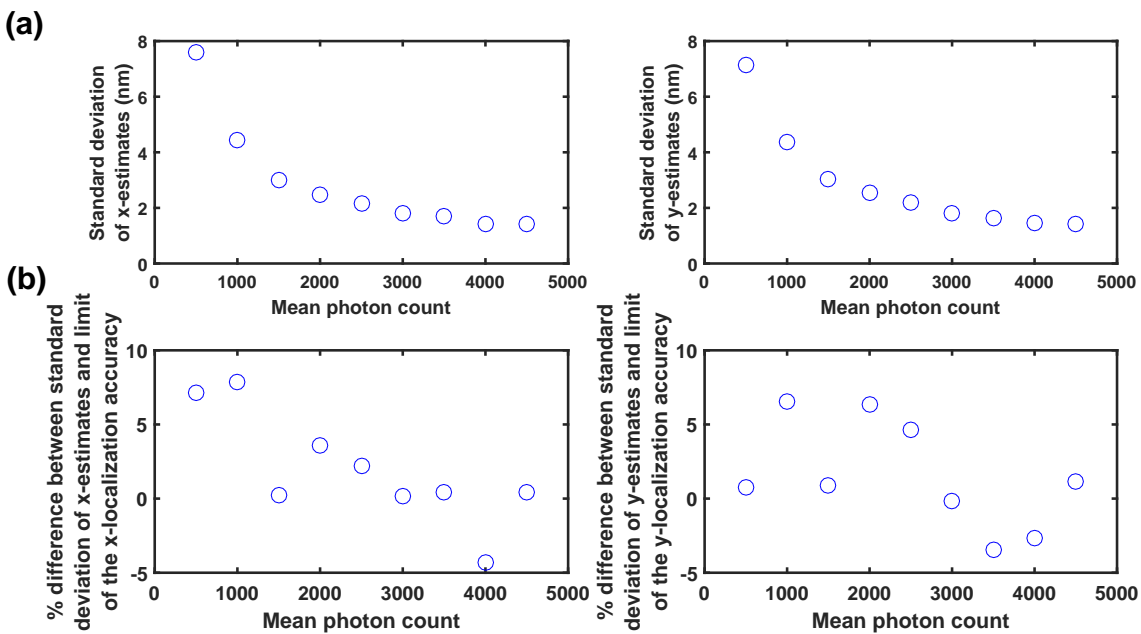 (a)
Standard deviation
of x-estimates (nm)
8
6
4
2
0
0 1000 2000 3000 4000 5000
Mean photon count
Standard deviation
of y-estimates (nm)
8
6
4
2
0
0 1000 2000 3000 4000 5000
Mean photon count
(b)
% difference between standard
deviation of x-estimates and limit
of the x-localization accuracy
10
5
0
-5
0 1000 2000 3000 4000 5000
Mean photon count
% difference between standard
deviation of y-estimates and limit
of the y-localization accuracy
10
5
0
-5
0 1000 2000 3000 4000 5000
Mean photon count